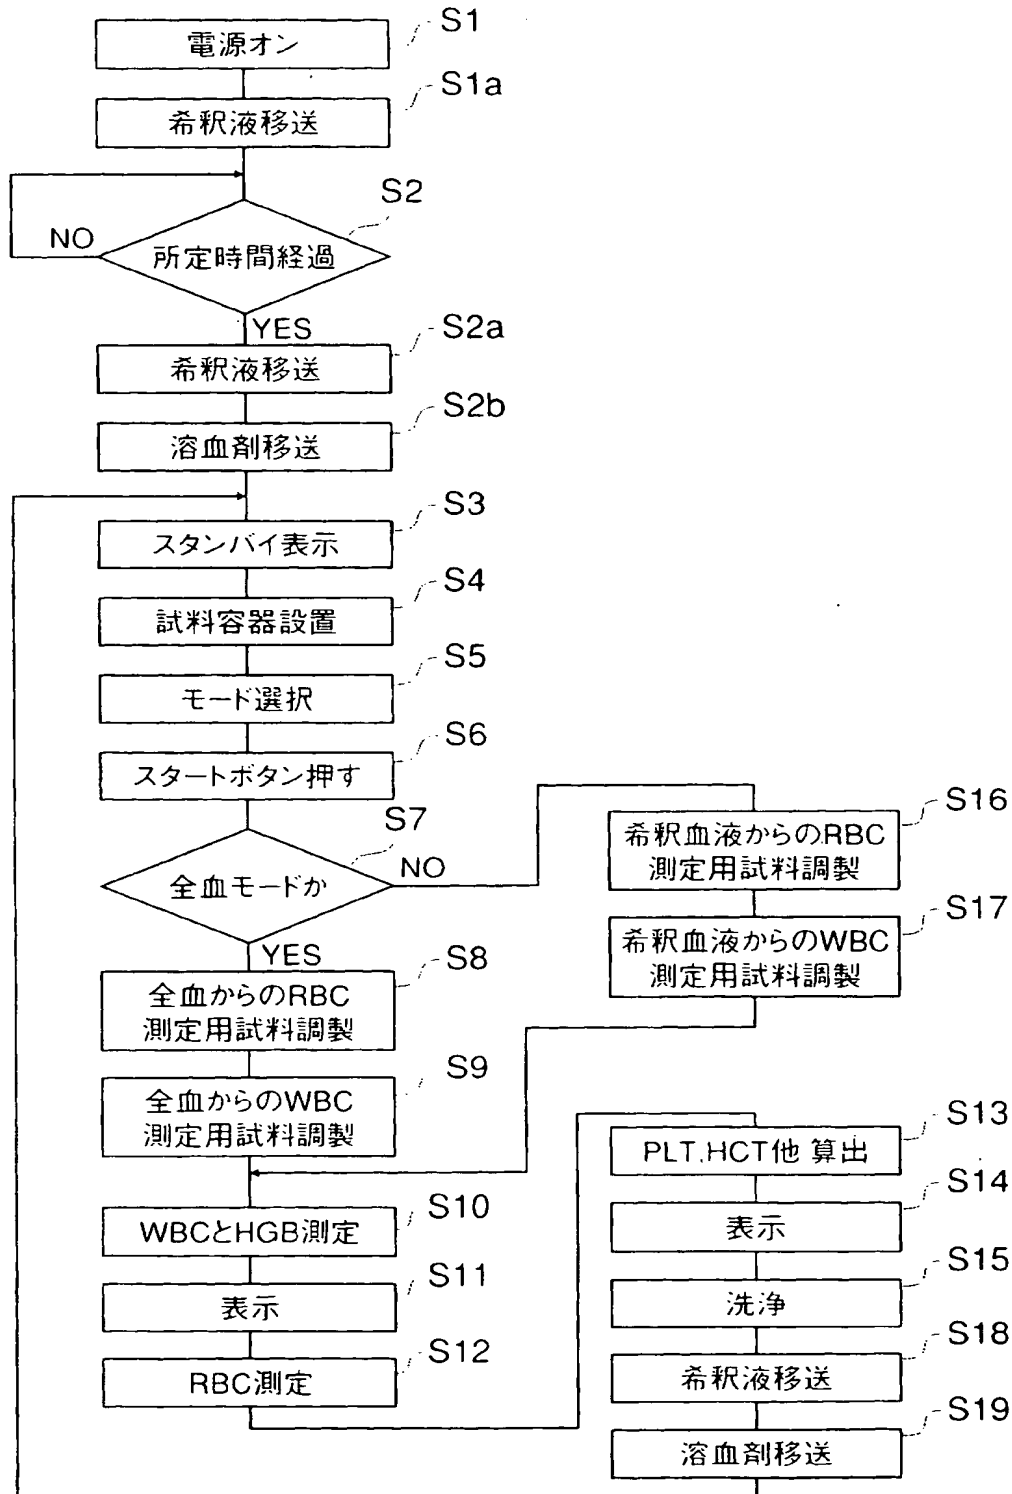 電源オン
S1
希釈液移送
S1a
所定時間経過
S2
NO
YES
希釈液移送
S2a
溶血剤移送
S2b
スタンバイ表示
S3
試料容器設置
S4
モード選択
S5
スタートボタン押す
S6
全血モードか
S7
NO
YES
全血からのRBC
測定用試料調製
S8
全血からのWBC
測定用試料調製
S9
希釈血液からのRBC
測定用試料調製
S16
希釈血液からのWBC
測定用試料調製
S17
WBCとHGB測定
S10
表示
S11
RBC測定
S12
PLT.HCT他 算出
S13
表示
S14
洗浄
S15
希釈液移送
S18
溶血剤移送
S19